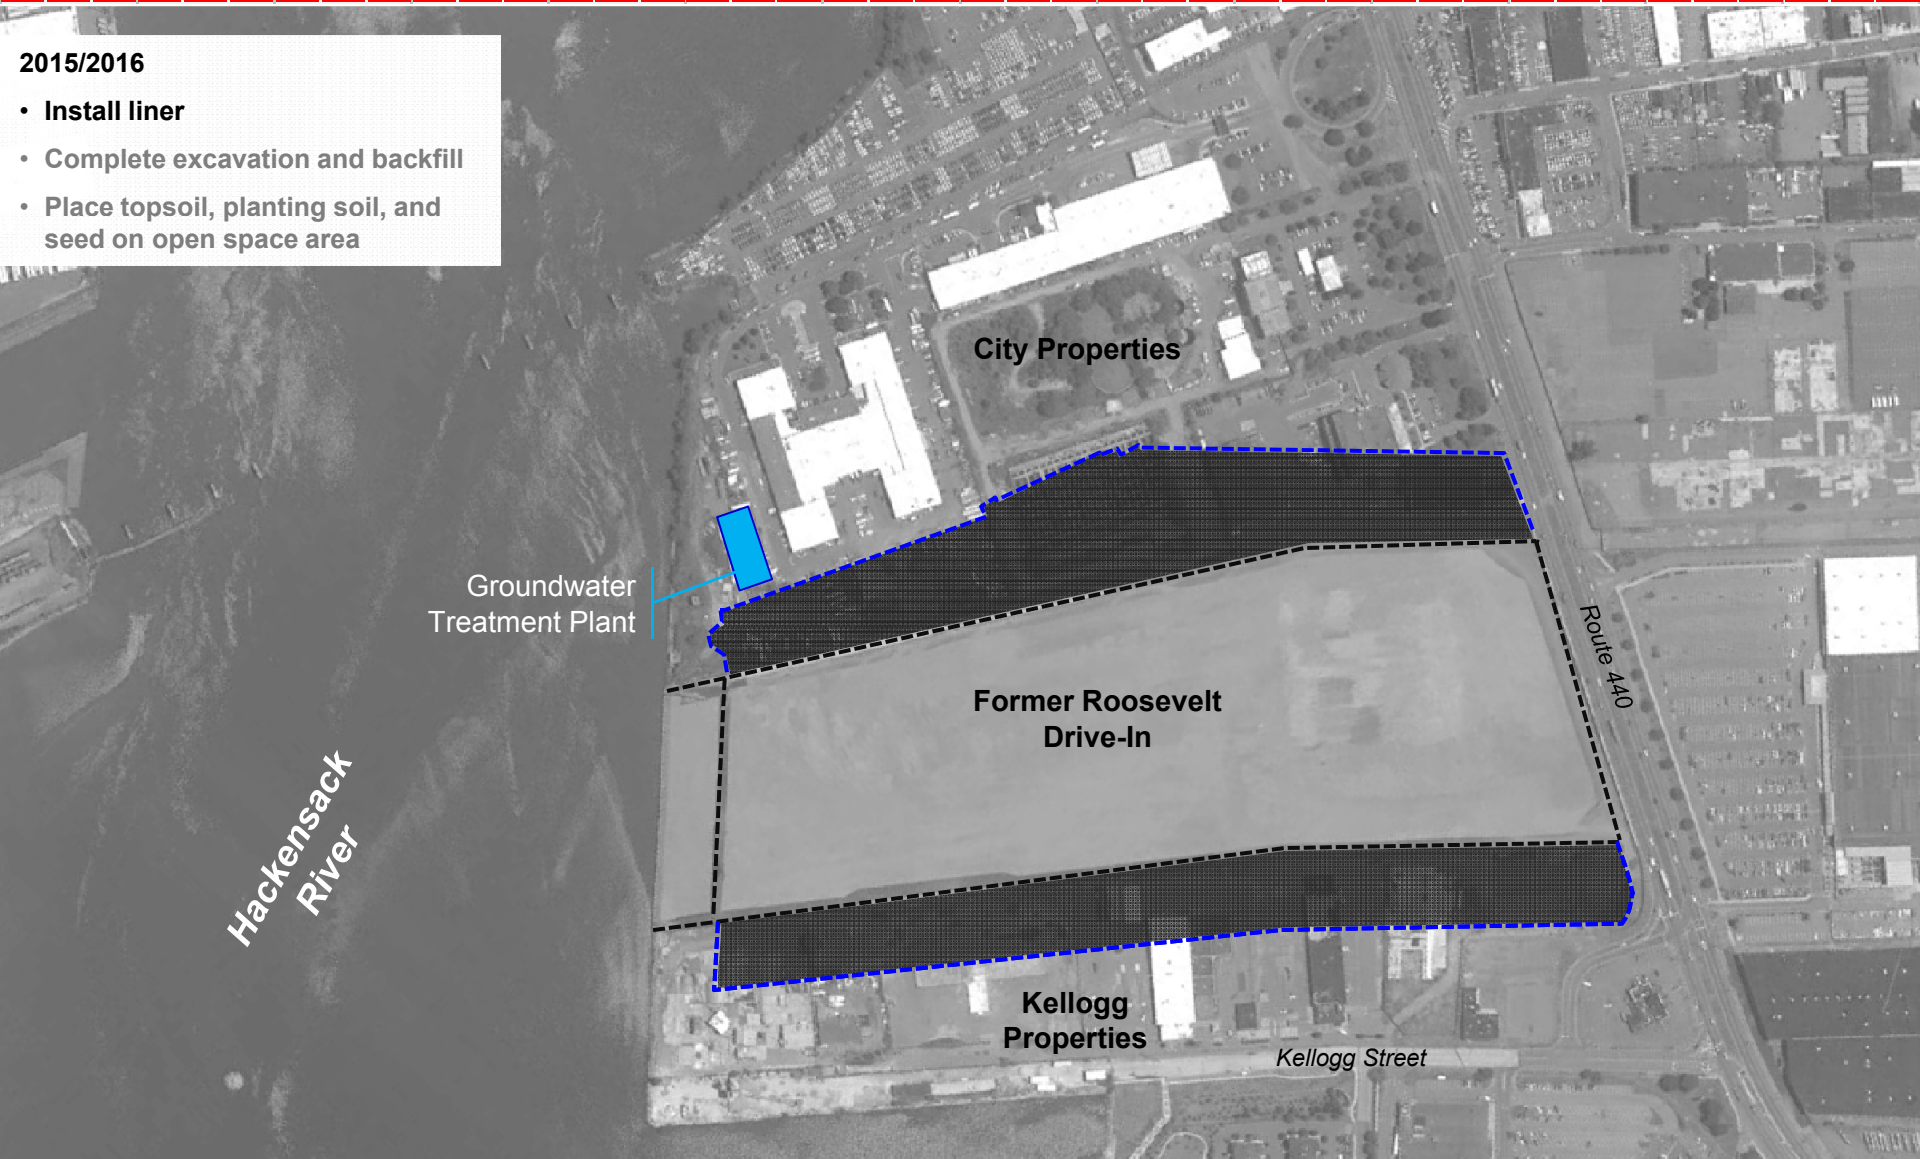 2015/2016
• Install liner
• Complete excavation and backfill
• Place topsoil, planting soil, and
seed on open space area
City Properties
Groundwater
Treatment Plant
Route 440
Former Roosevelt
Drive-In
Hackensack
River
Kellogg
Properties
Kellogg Street